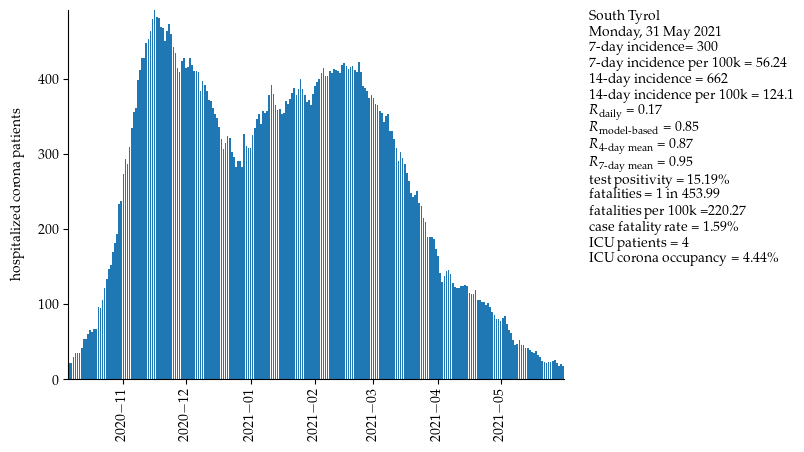 South Tyrol
Monday, 31 May 2021
7-day incidence= 300
7-day incidence per 100k = 56.24
14-day incidence = 662
14-day incidence per 100k = 124.1
R daily = 0.17
R model-based = 0.85
R 4-day mean = 0.87
R 7-day mean = 0.95
test positivity = 15.19%
fatalities = 1 in 453.99
fatalities per 100k =220.27
case fatality rate = 1.59%
ICU patients = 4
ICU corona occupancy = 4.44%
hospitalized corona patients
400
300
200
100
0
2020−11
2020−12
2021−01
2021−02
2021−03
2021−04
2021−05